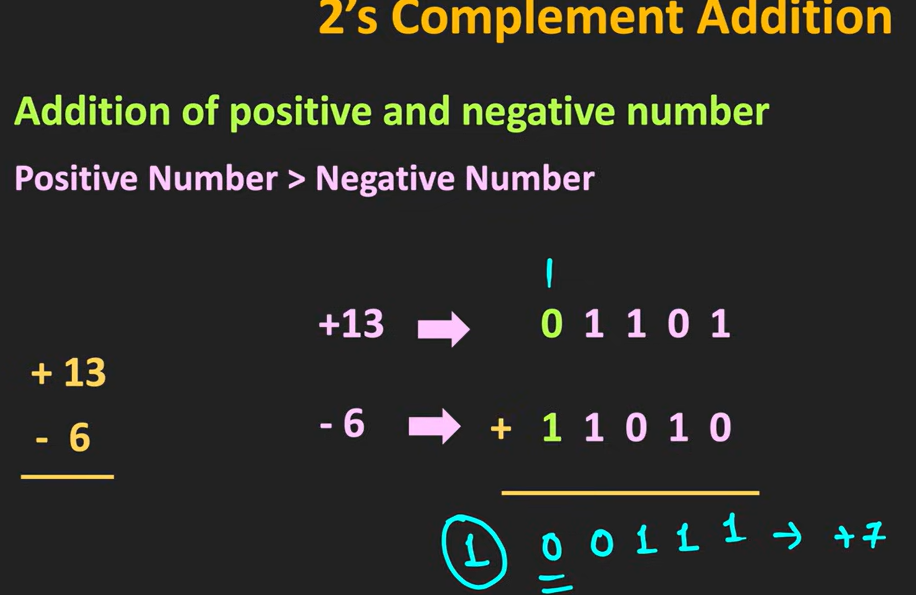 2's Complement Addition
Addition of positive and negative number
Positive Number > Negative Number
1
+13 ➡ 0 1 1 0 1
+ 13
- 6 ➡ + 1 1 0 1 0
- 6
1 0 0 1 1 1 → +7